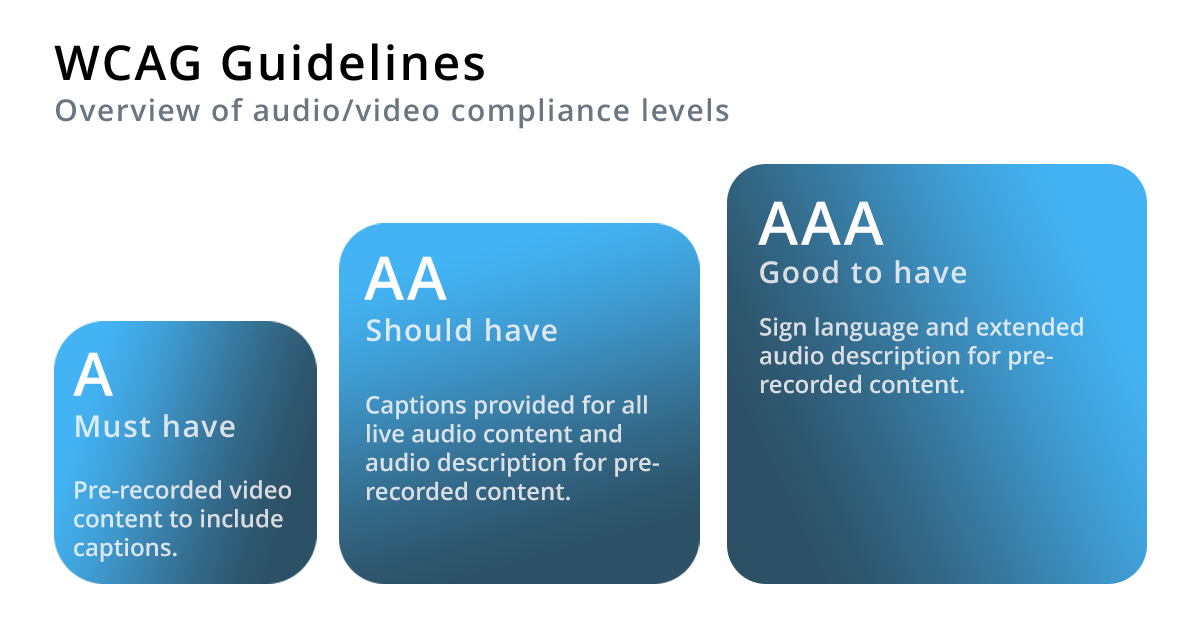 WCAG Guidelines
Overview of audio/video compliance levels
A
Must have
Pre-recorded video
content to include
captions.
AA
Should have
Captions provided for all
live audio content and
audio description for pre-
recorded content.
AAA
Good to have
Sign language and extended
audio description for pre-
recorded content.